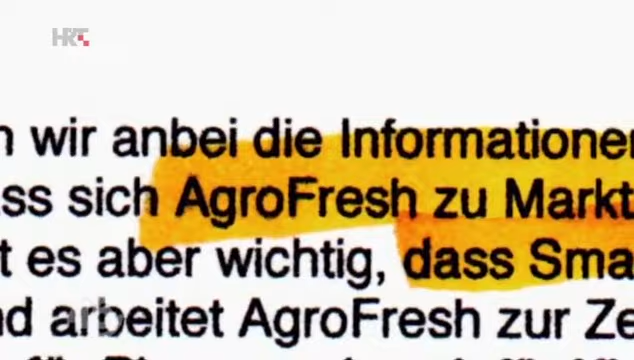 HRT
n wir anbei die Informationen
ss sich AgroFresh zu Markt
t es aber wichtig, dass Sma
nd arbeitet AgroFresh zur Ze